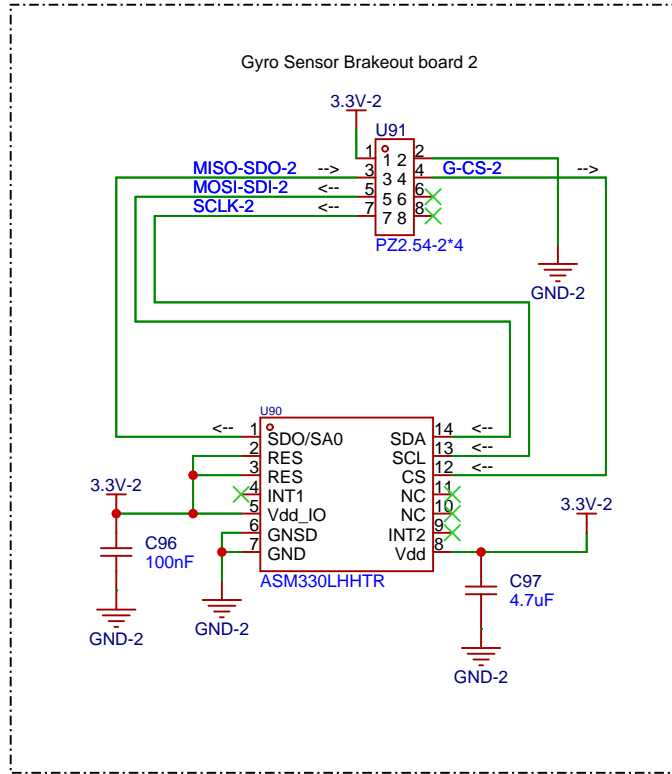 Gyro Sensor Brakeout board 2
3.3V-2
U91
1 1 2 2
MISO-SDO-2 --> 3 3 4 4 G-CS-2 -->
MOSI-SDI-2 <-- 5 5 6 6
SCLK-2 <-- 7 7 8 8
PZ2.54-2*4
GND-2
U90
<-- 1 SDO/SA0 SDA 14 <--
2 RES SCL 13 <--
3 RES CS 12 <--
3.3V-2 4 INT1 NC 11 3.3V-2
5 Vdd_IO NC 10
C96 6 GNSD INT2 9
100nF 7 GND Vdd 8
ASM330LHHTR C97
4.7uF
GND-2 GND-2
GND-2